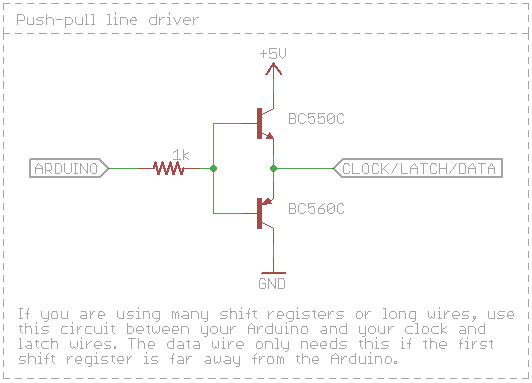 Push-pull line driver
+5V
BC550C
1k
ARDUINO
CLOCK/LATCH/DATA
BC560C
GND
If you are using many shift registers or long wires, use
this circuit between your Arduino and your clock and
latch wires. The data wire only needs this if the first
shift register is far away from the Arduino.